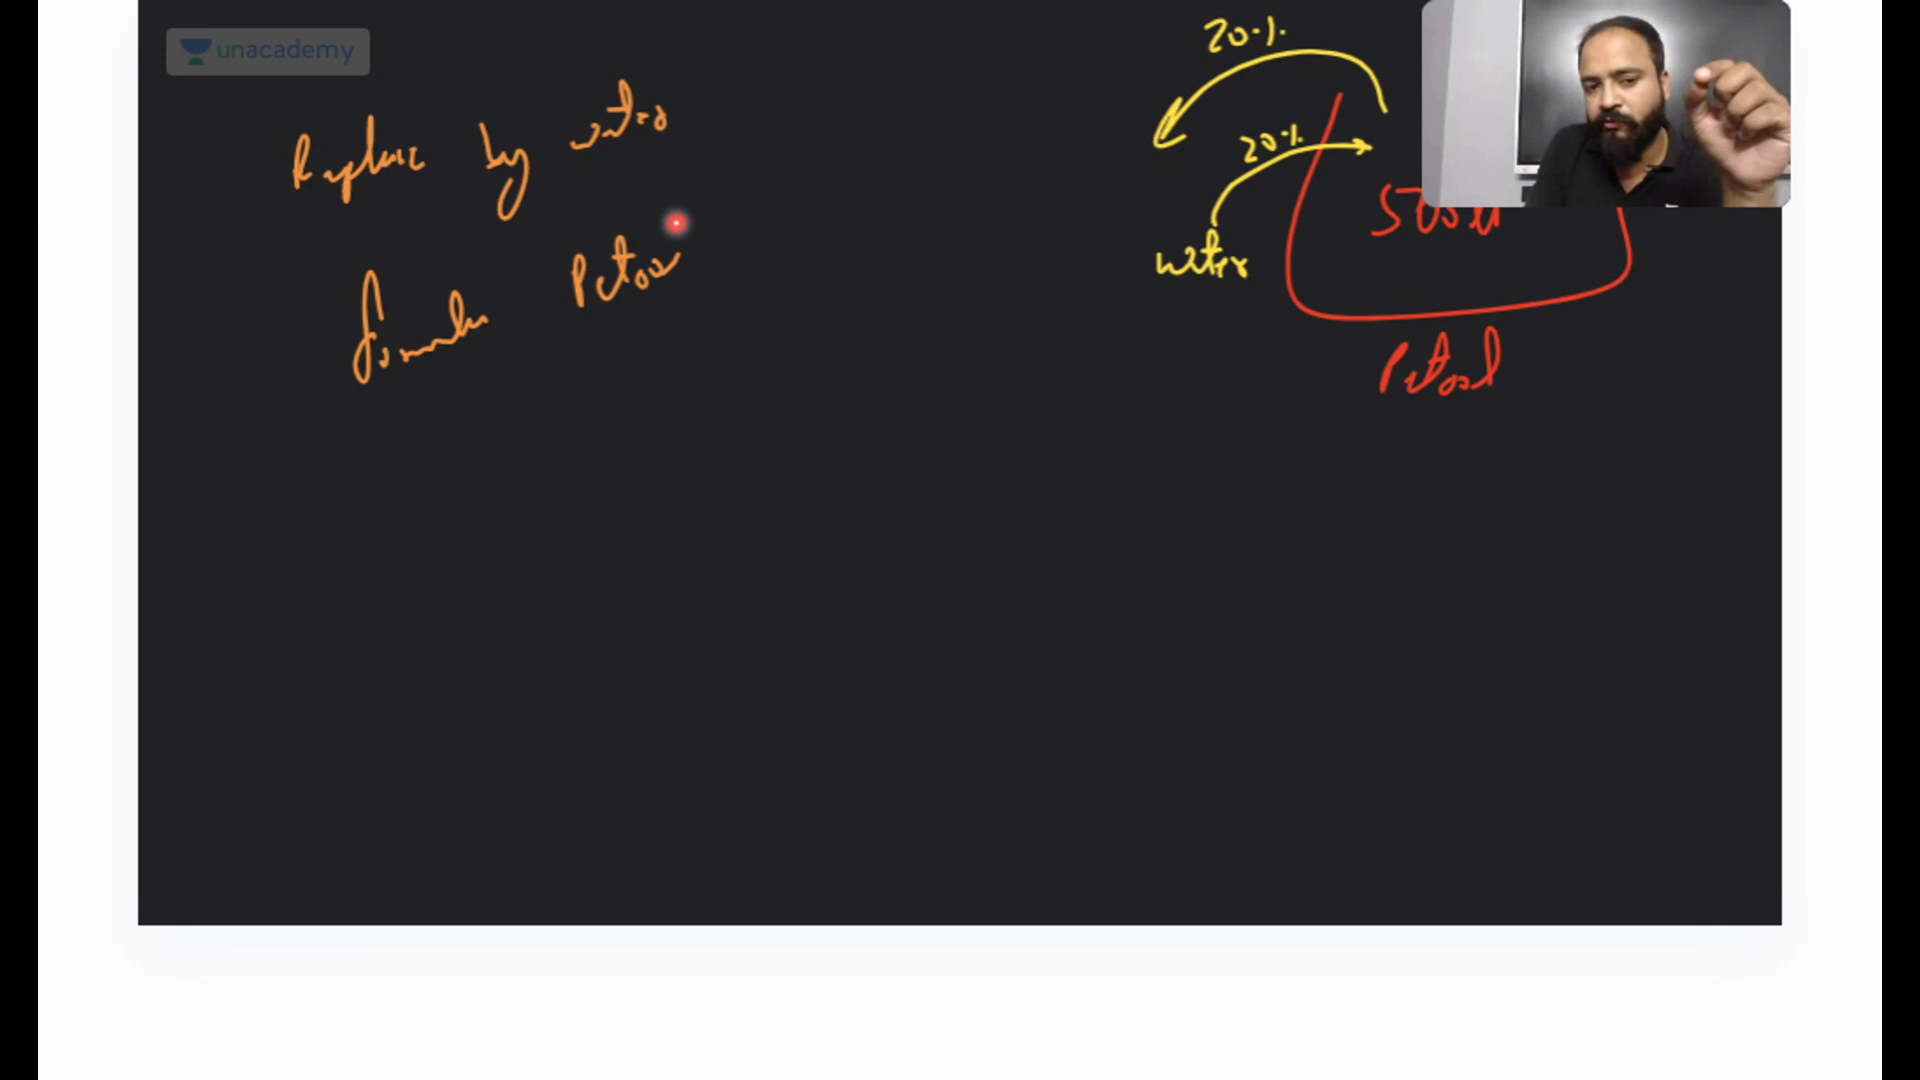 unacademy
20%
Replace by water
20%
500
water
formula Petrol
Petrol